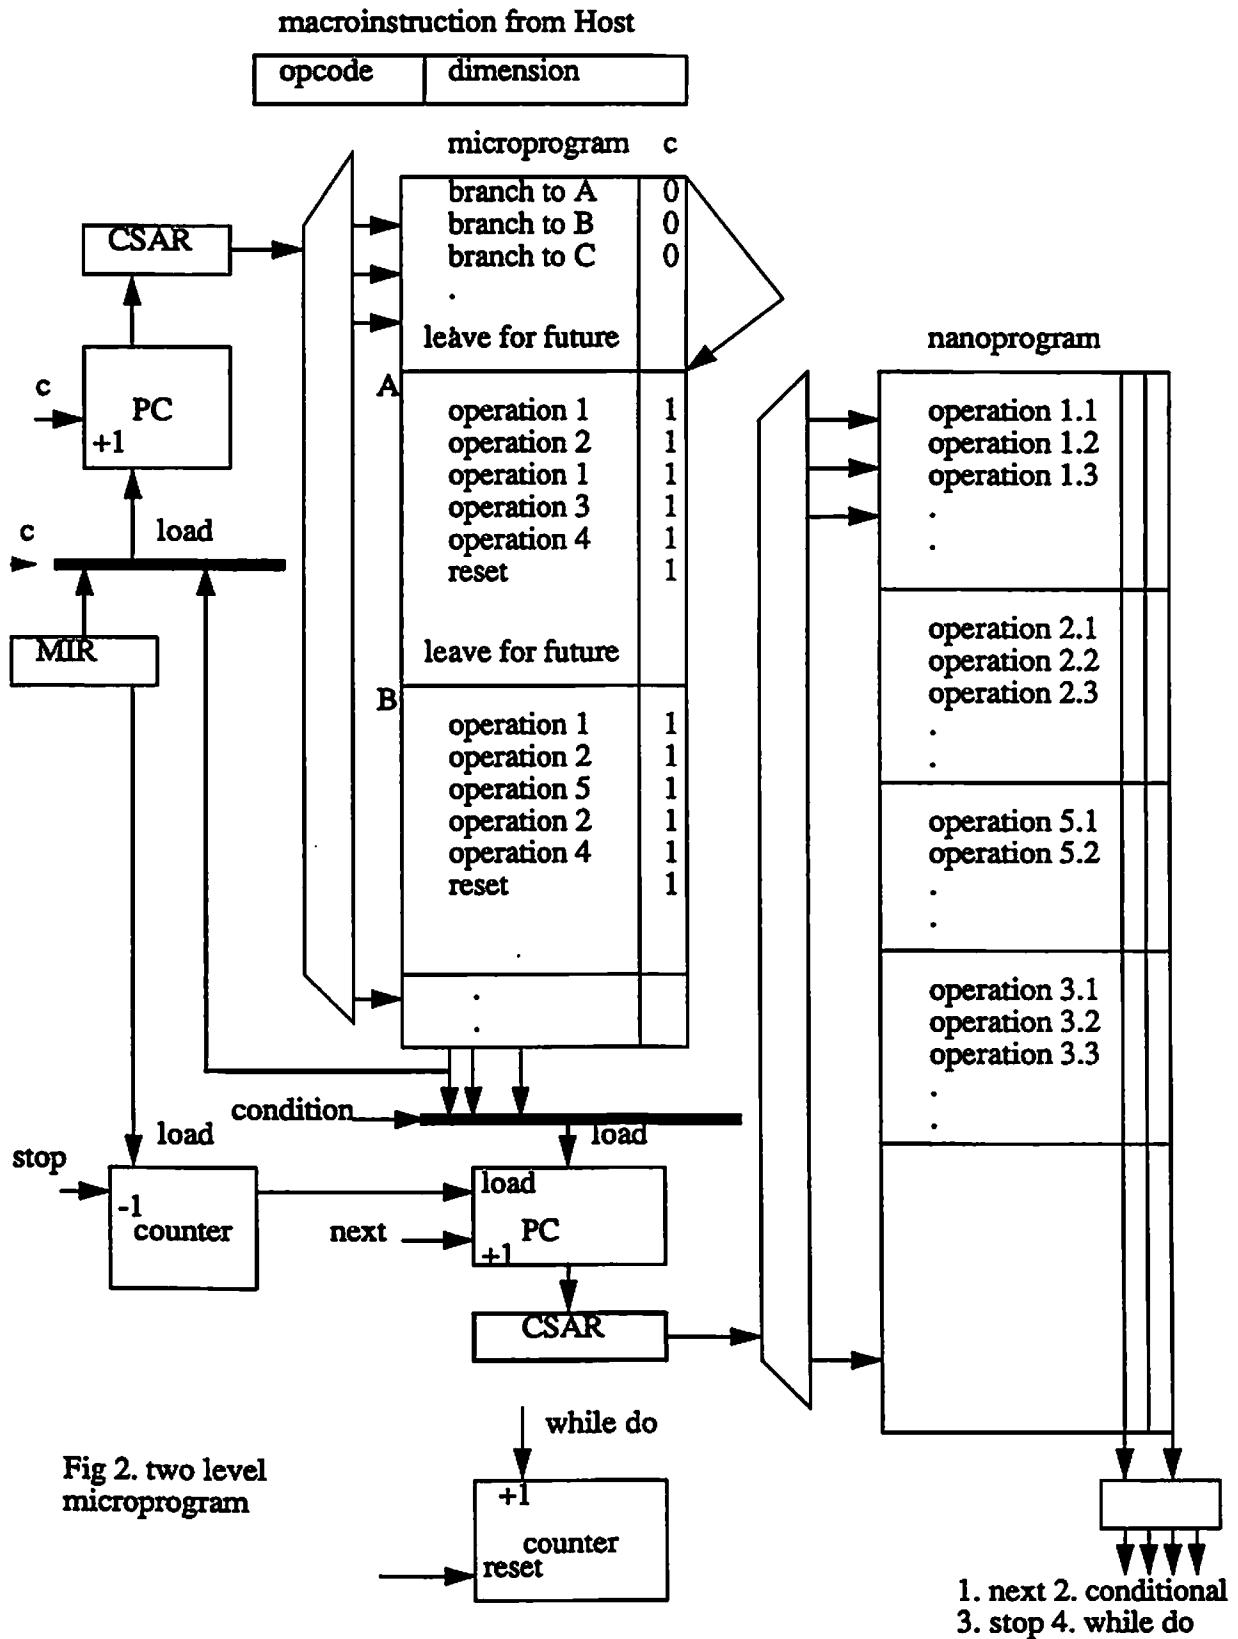 macroinstruction from Host
opcode dimension
microprogram c
branch to A 0
branch to B 0
branch to C 0
.
.
leave for future
CSAR
c
PC
+1
c
load
MIR
A
operation 1 1
operation 2 1
operation 1 1
operation 3 1
operation 4 1
reset 1
leave for future
B
operation 1 1
operation 2 1
operation 5 1
operation 2 1
operation 4 1
reset 1
.
.
.
nanoprogram
operation 1.1
operation 1.2
operation 1.3
.
.
operation 2.1
operation 2.2
operation 2.3
.
.
operation 5.1
operation 5.2
.
.
operation 3.1
operation 3.2
operation 3.3
.
.
condition
load
load
stop
-1
counter
load
next
PC
+1
CSAR
while do
+1
counter
reset
Fig 2. two level
microprogram
1. next 2. conditional
3. stop 4. while do